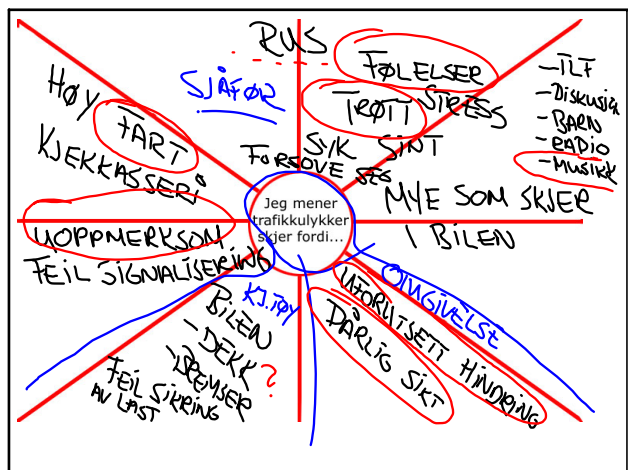 RUS
FØLELSER
SJÅFØR
TRØTT STRESS
SYK SINT
FORSOVE SEG
- TLF
- DISKUSJON
- BARN
- RADIO
- MUSIKK
HØY FART
KJEKKASSERI
MYE SOM SKJER
I BILEN
Jeg mener
trafikkulykker
skjer fordi...
UOPPMERKSOM
FEIL SIGNALISERING
OMGIVELSE
UFORUTSETT HINDRING
DÅRLIG SIKT
KJ.TØY
BILEN
- DEKK
- BREMSER ?
FEIL SIKRING
AV LAST